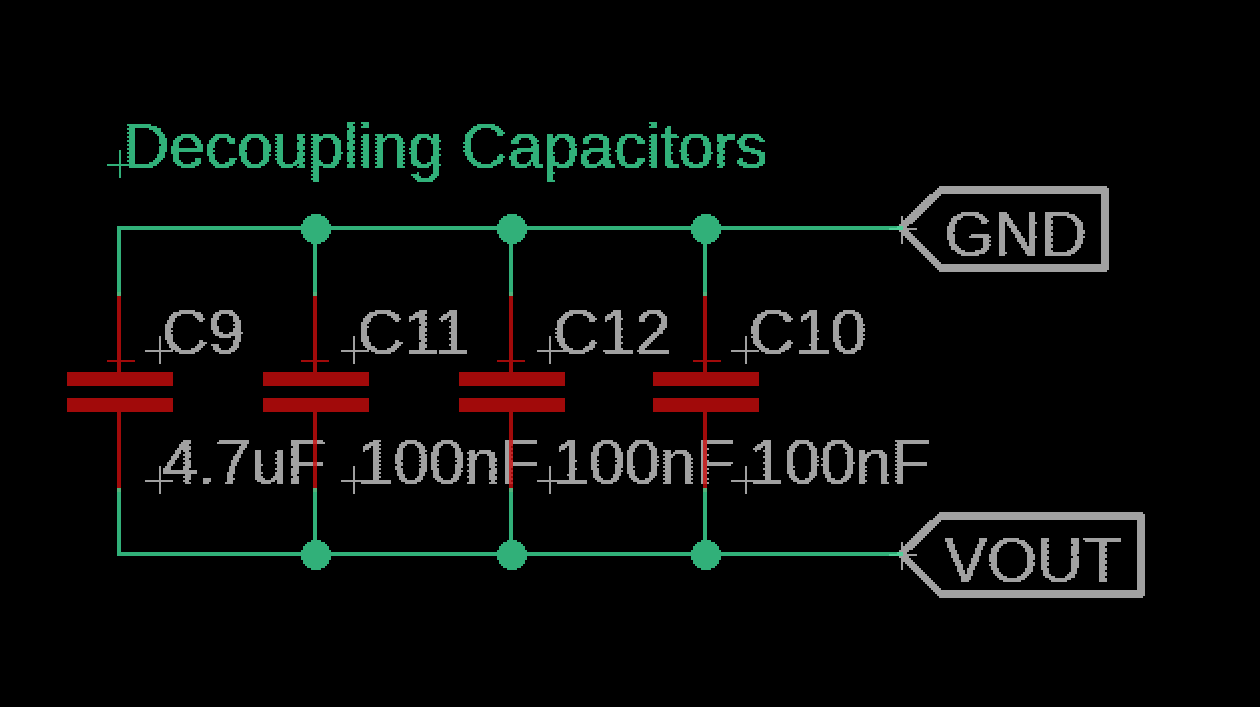 Decoupling Capacitors
GND
C9 C11 C12 C10
4.7uF 100nF 100nF 100nF
VOUT